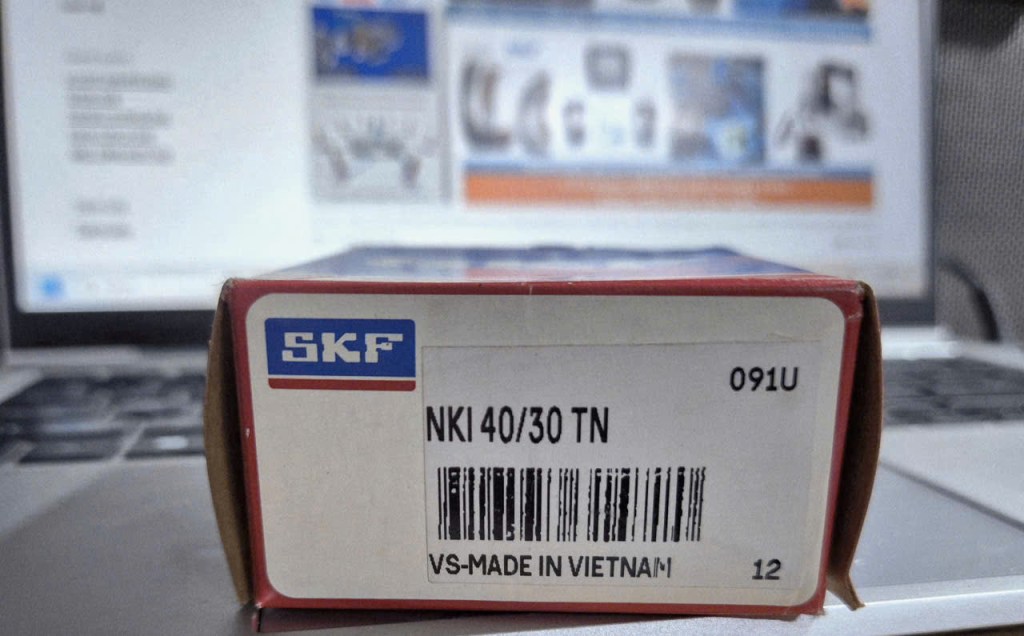 SKF
091U
NKI 40/30 TN
VS-MADE IN VIETNAM
12